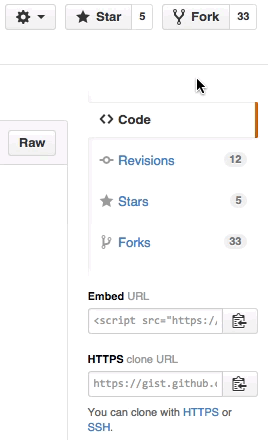 Star 5 Fork 33
Code
Raw
Revisions 12
Stars 5
Forks 33
Embed URL
<script src="https:/
HTTPS clone URL
https://gist.github.c
You can clone with HTTPS or
SSH.